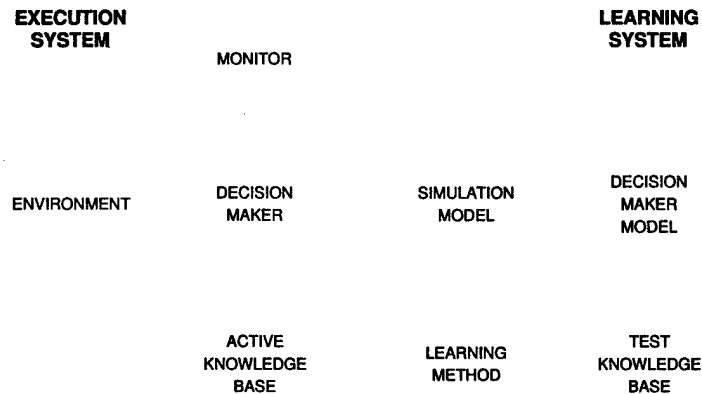 EXECUTION
SYSTEM
LEARNING
SYSTEM
MONITOR
ENVIRONMENT
DECISION
MAKER
SIMULATION
MODEL
DECISION
MAKER
MODEL
ACTIVE
KNOWLEDGE
BASE
LEARNING
METHOD
TEST
KNOWLEDGE
BASE